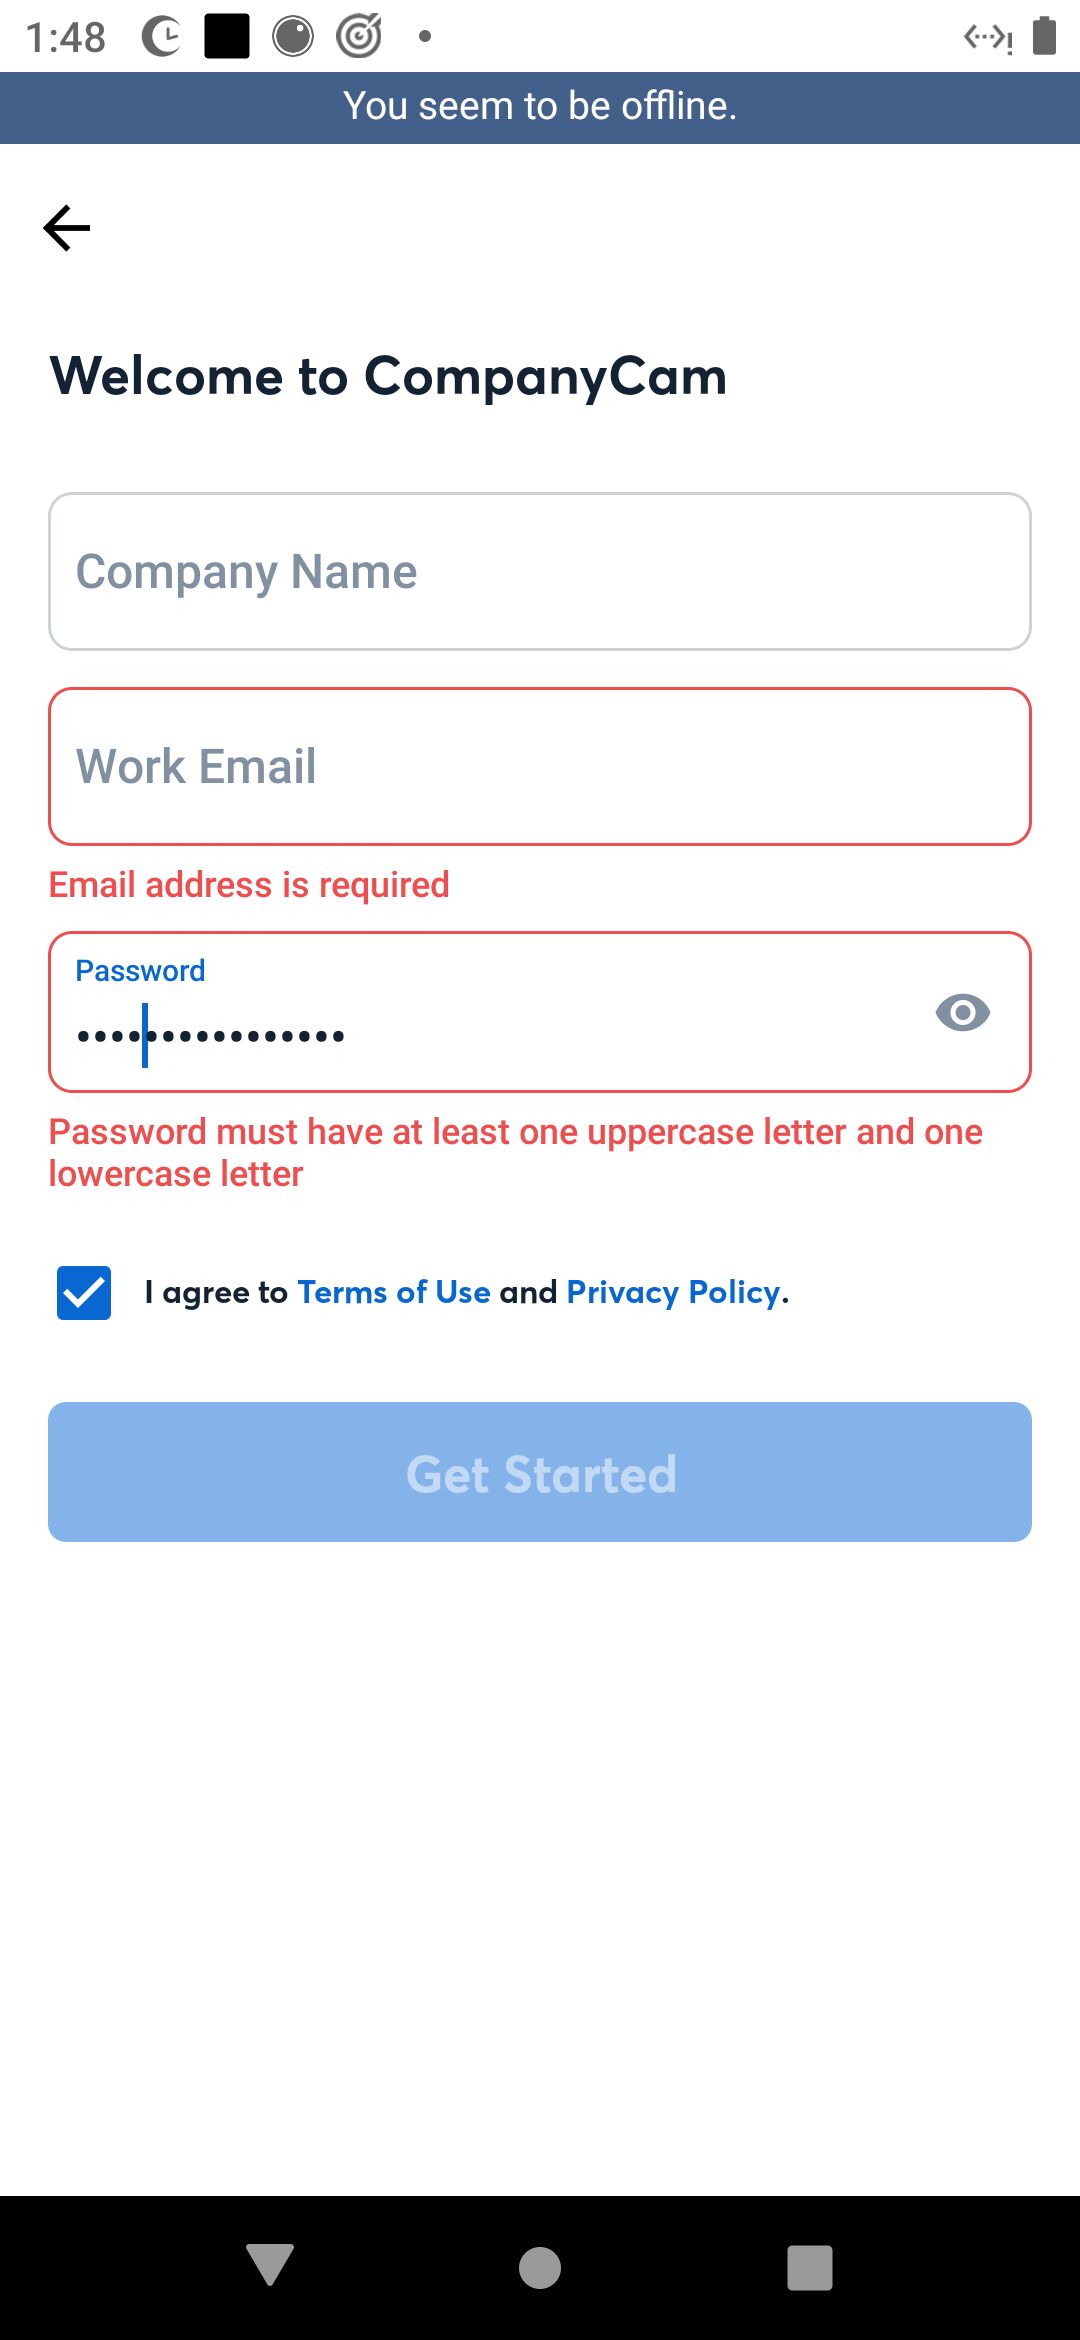 1:48
You seem to be offline.
Welcome to CompanyCam
Company Name
Work Email
Email address is required
Password
••••••••••••••••
Password must have at least one uppercase letter and one
lowercase letter
I agree to Terms of Use and Privacy Policy.
Get Started